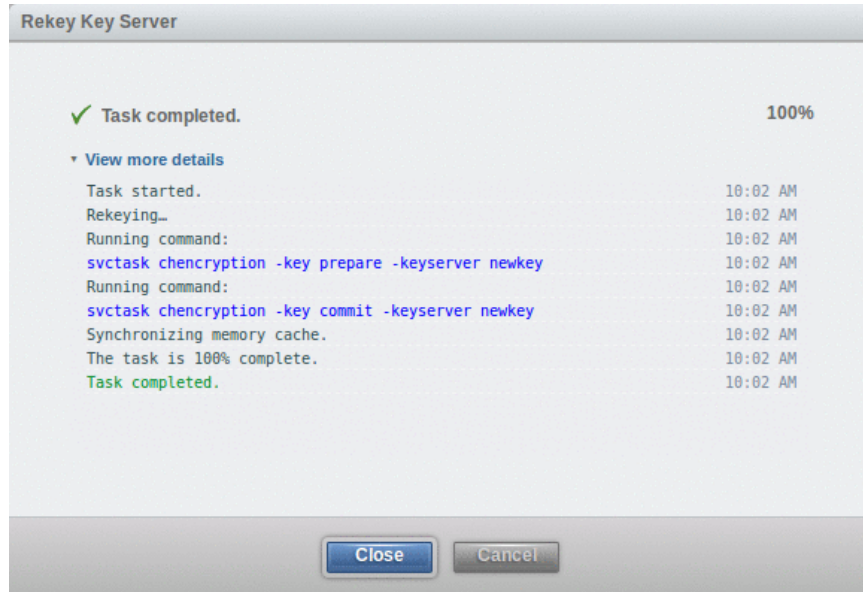 Rekey Key Server
Task completed. 100%
View more details
Task started. 10:02 AM
Rekeying… 10:02 AM
Running command: 10:02 AM
svctask chencryption -key prepare -keyserver newkey 10:02 AM
Running command: 10:02 AM
svctask chencryption -key commit -keyserver newkey 10:02 AM
Synchronizing memory cache. 10:02 AM
The task is 100% complete. 10:02 AM
Task completed. 10:02 AM
Close Cancel